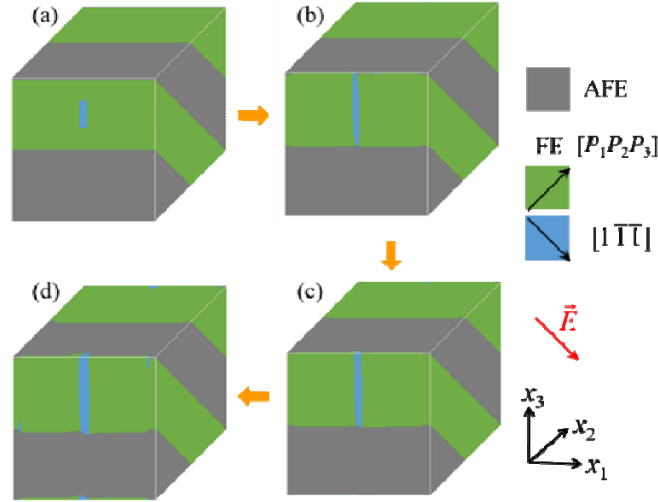 (a)
(b)
AFE
FE [P₁P₂P₃]
[1 1̅ 1̅]
(d)
(c)
E⃗
x₃
x₂
x₁